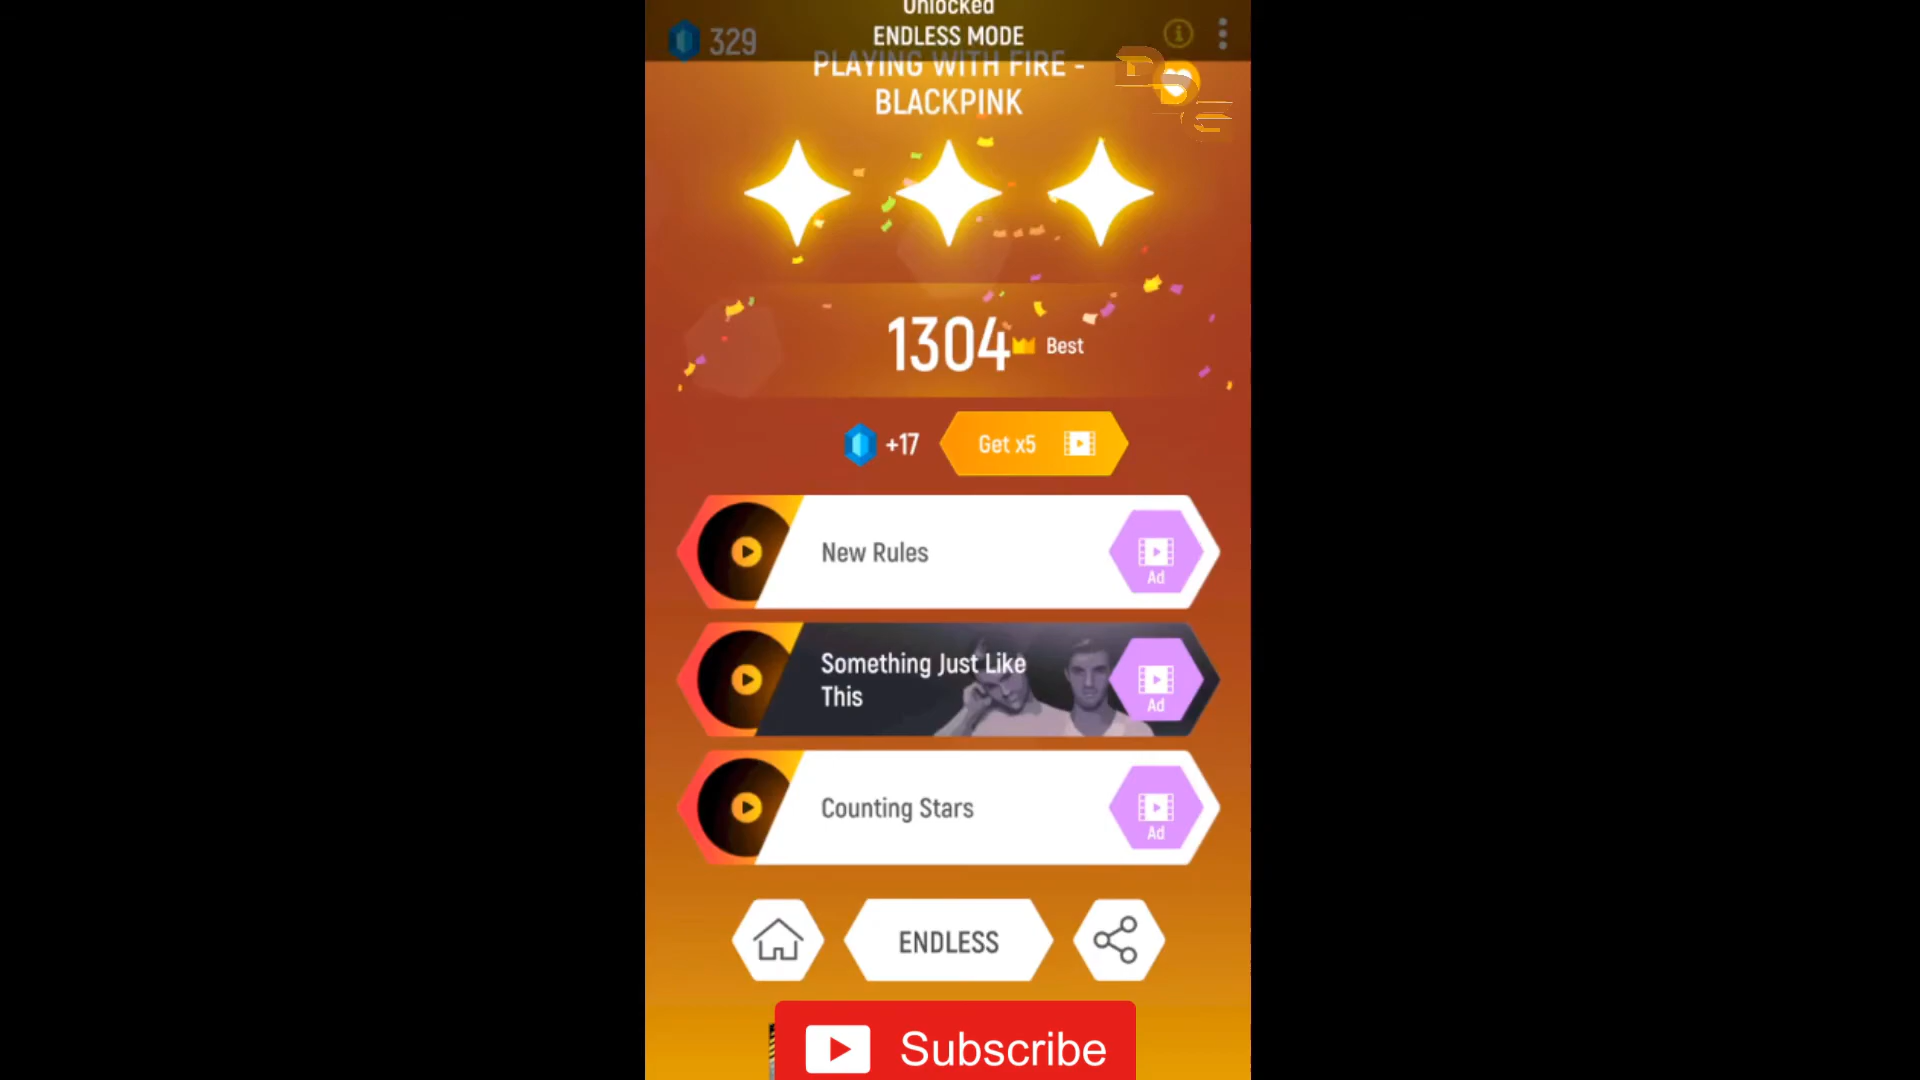 Unlocked
329
ENDLESS MODE
PLAYING WITH FIRE -
BLACKPINK
DDE
1304 Best
+17 Get x5
New Rules
Ad
Something Just Like
This
Ad
Counting Stars
Ad
ENDLESS
Subscribe